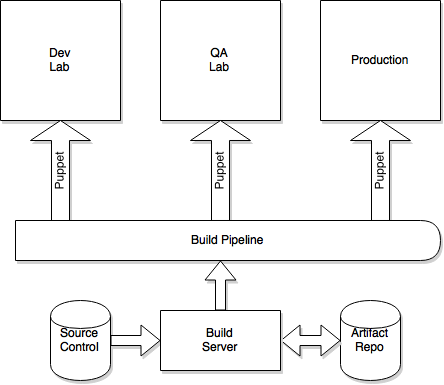 Dev
Lab
QA
Lab
Production
Puppet
Puppet
Puppet
Build Pipeline
Source
Control
Build
Server
Artifact
Repo